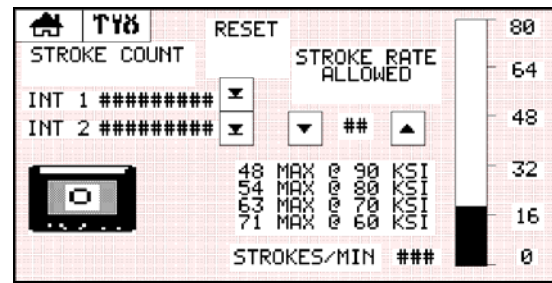 TYX
RESET
STROKE COUNT
STROKE RATE
ALLOWED
INT 1 #########
INT 2 #########
##
48 MAX @ 90 KSI
54 MAX @ 80 KSI
63 MAX @ 70 KSI
71 MAX @ 60 KSI
STROKES/MIN ###
80
64
48
32
16
0